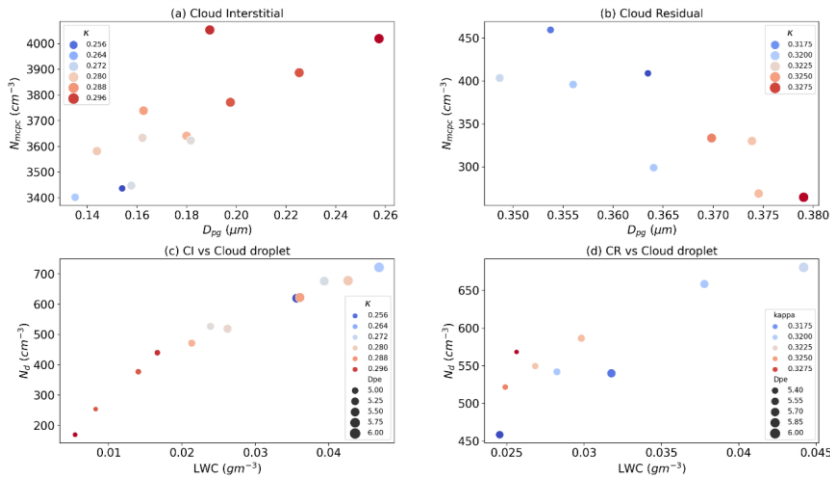 (a) Cloud Interstitial
N_mcpc (cm⁻³)
4000
3900
3800
3700
3600
3500
3400
K
0.256
0.264
0.272
0.280
0.288
0.296
0.14 0.16 0.18 0.20 0.22 0.24 0.26
D_pg (μm)
(b) Cloud Residual
N_mcpc (cm⁻³)
450
400
350
300
K
0.3175
0.3200
0.3225
0.3250
0.3275
0.350 0.355 0.360 0.365 0.370 0.375 0.380
D_pg (μm)
(c) CI vs Cloud droplet
N_d (cm⁻³)
700
600
500
400
300
200
K
0.256
0.264
0.272
0.280
0.288
0.296
Dpe
5.00
5.25
5.50
5.75
6.00
0.01 0.02 0.03 0.04
LWC (gm⁻³)
(d) CR vs Cloud droplet
N_d (cm⁻³)
650
600
550
500
450
kappa
0.3175
0.3200
0.3225
0.3250
0.3275
Dpe
5.40
5.55
5.70
5.85
6.00
0.025 0.030 0.035 0.04 0.045
LWC (gm⁻³)